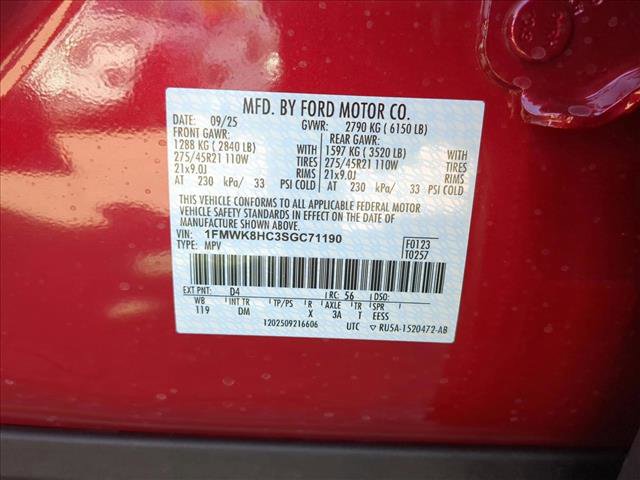 MFD. BY FORD MOTOR CO.
DATE: 09/25 GVWR: 2790 KG ( 6150 LB)
FRONT GAWR: REAR GAWR:
1288 KG ( 2840 LB) WITH 1597 KG ( 3520 LB) WITH
275/45R21 110W TIRES 275/45R21 110W TIRES
21x9.0J RIMS 21x9.0J RIMS
AT 230 kPa/ 33 PSI COLD AT 230 kPa/ 33 PSI COLD
THIS VEHICLE CONFORMS TO ALL APPLICABLE FEDERAL MOTOR
VEHICLE SAFETY STANDARDS IN EFFECT ON THE DATE OF
MANUFACTURE SHOWN ABOVE.
VIN: 1FMWK8HC3SGC71190 F0123
TYPE: MPV T0257
EXT PNT: D4 RC: 56 DSO:
WB INT TR TP/PS R AXLE TR SPR
119 DM X 3A T EESS
1202509216606 UTC RU5A-1520472-AB